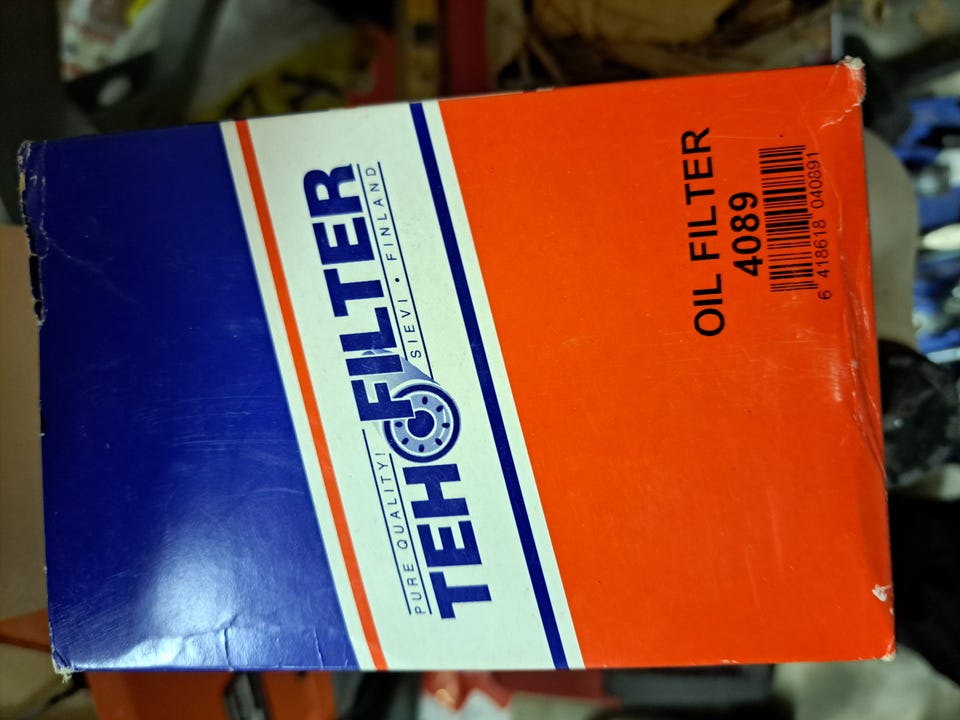 PURE QUALITY!
TEHOFILTER
SIEVI • FINLAND
OIL FILTER
4089
6 418618 040891